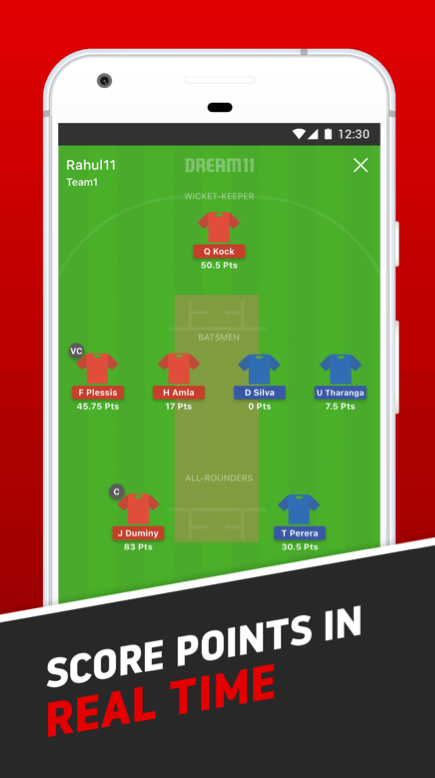 12:30
Rahul11
DREAM11
Team1
WICKET-KEEPER
Q Kock
50.5 Pts
BATSMEN
VC
F Plessis
H Amla
D Silva
U Tharanga
45.75 Pts
17 Pts
0 Pts
7.5 Pts
ALL-ROUNDERS
C
J Duminy
T Perera
83 Pts
30.5 Pts
SCORE POINTS IN
REAL TIME